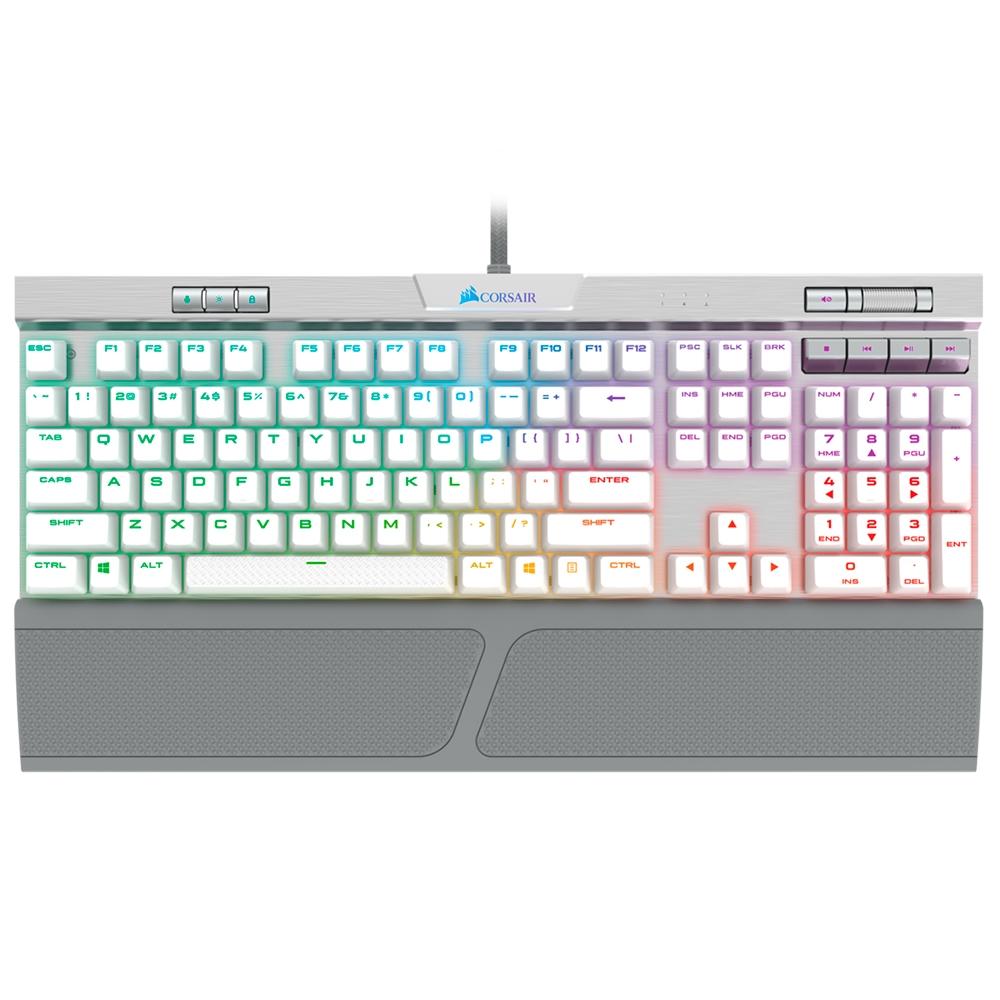 CORSAIR
ESC F1 F2 F3 F4 F5 F6 F7 F8 F9 F10 F11 F12 PSC SLK BRK
` ~ 1 ! 2 @ 3 # 4 $ 5 % 6 ^ 7 & 8 * 9 ( 0 ) - – = + ← INS HME PGU NUM / * -
TAB Q W E R T Y U I O P [ { ] } \ | DEL END PGD 7 HME 8 ▲ 9 PGU +
CAPS A S D F G H J K L ; : ' " ENTER 4 ◀ 5 6 ▶
SHIFT Z X C V B N M , < . > / ? SHIFT ▲ 1 END 2 ▼ 3 PGD ENT
CTRL ALT ALT CTRL ◀ ▼ ▶ 0 INS . DEL